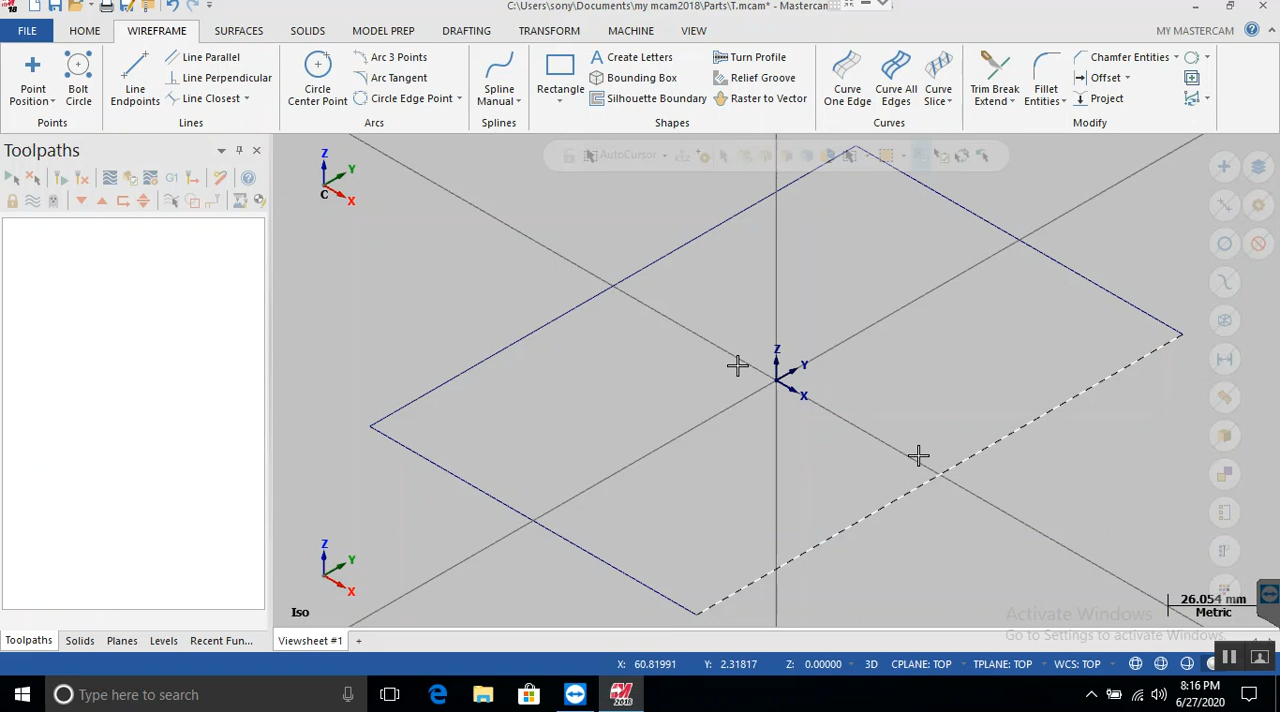 C:\Users\sony\Documents\my mcam2018\Parts\T.mcam* - Mastercam
FILE HOME WIREFRAME SURFACES SOLIDS MODEL PREP DRAFTING TRANSFORM MACHINE VIEW MY MASTERCAM
Point Position
Bolt Circle
Points
Line Endpoints
Line Parallel
Line Perpendicular
Line Closest
Lines
Circle Center Point
Arc 3 Points
Arc Tangent
Circle Edge Point
Arcs
Spline Manual
Splines
Rectangle
Create Letters
Bounding Box
Silhouette Boundary
Turn Profile
Relief Groove
Raster to Vector
Shapes
Curve One Edge
Curve All Edges
Curve Slice
Curves
Trim Break Extend
Fillet Entities
Chamfer Entities
Offset
Project
Modify
Toolpaths
G1
AutoCursor
Z
Y
X
C
Z
Y
X
Z
Y
X
Iso
26.054 mm
Metric
Activate Windows
Go to Settings to activate Windows.
Toolpaths Solids Planes Levels Recent Fun...
Viewsheet #1 +
X: 60.81991 Y: 2.31817 Z: 0.00000 3D CPLANE: TOP TPLANE: TOP WCS: TOP
Type here to search
2018
8:16 PM
6/27/2020